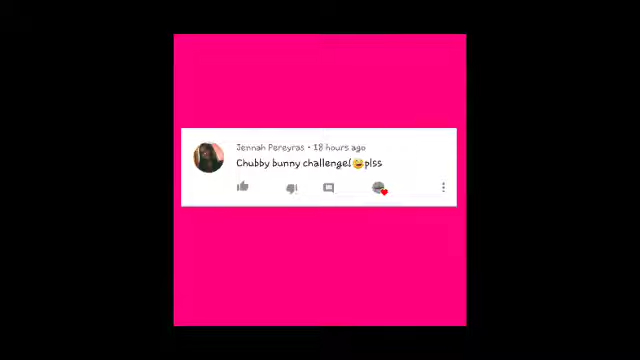 Jennah Pereyras • 18 hours ago
Chubby bunny challenge!😂plss